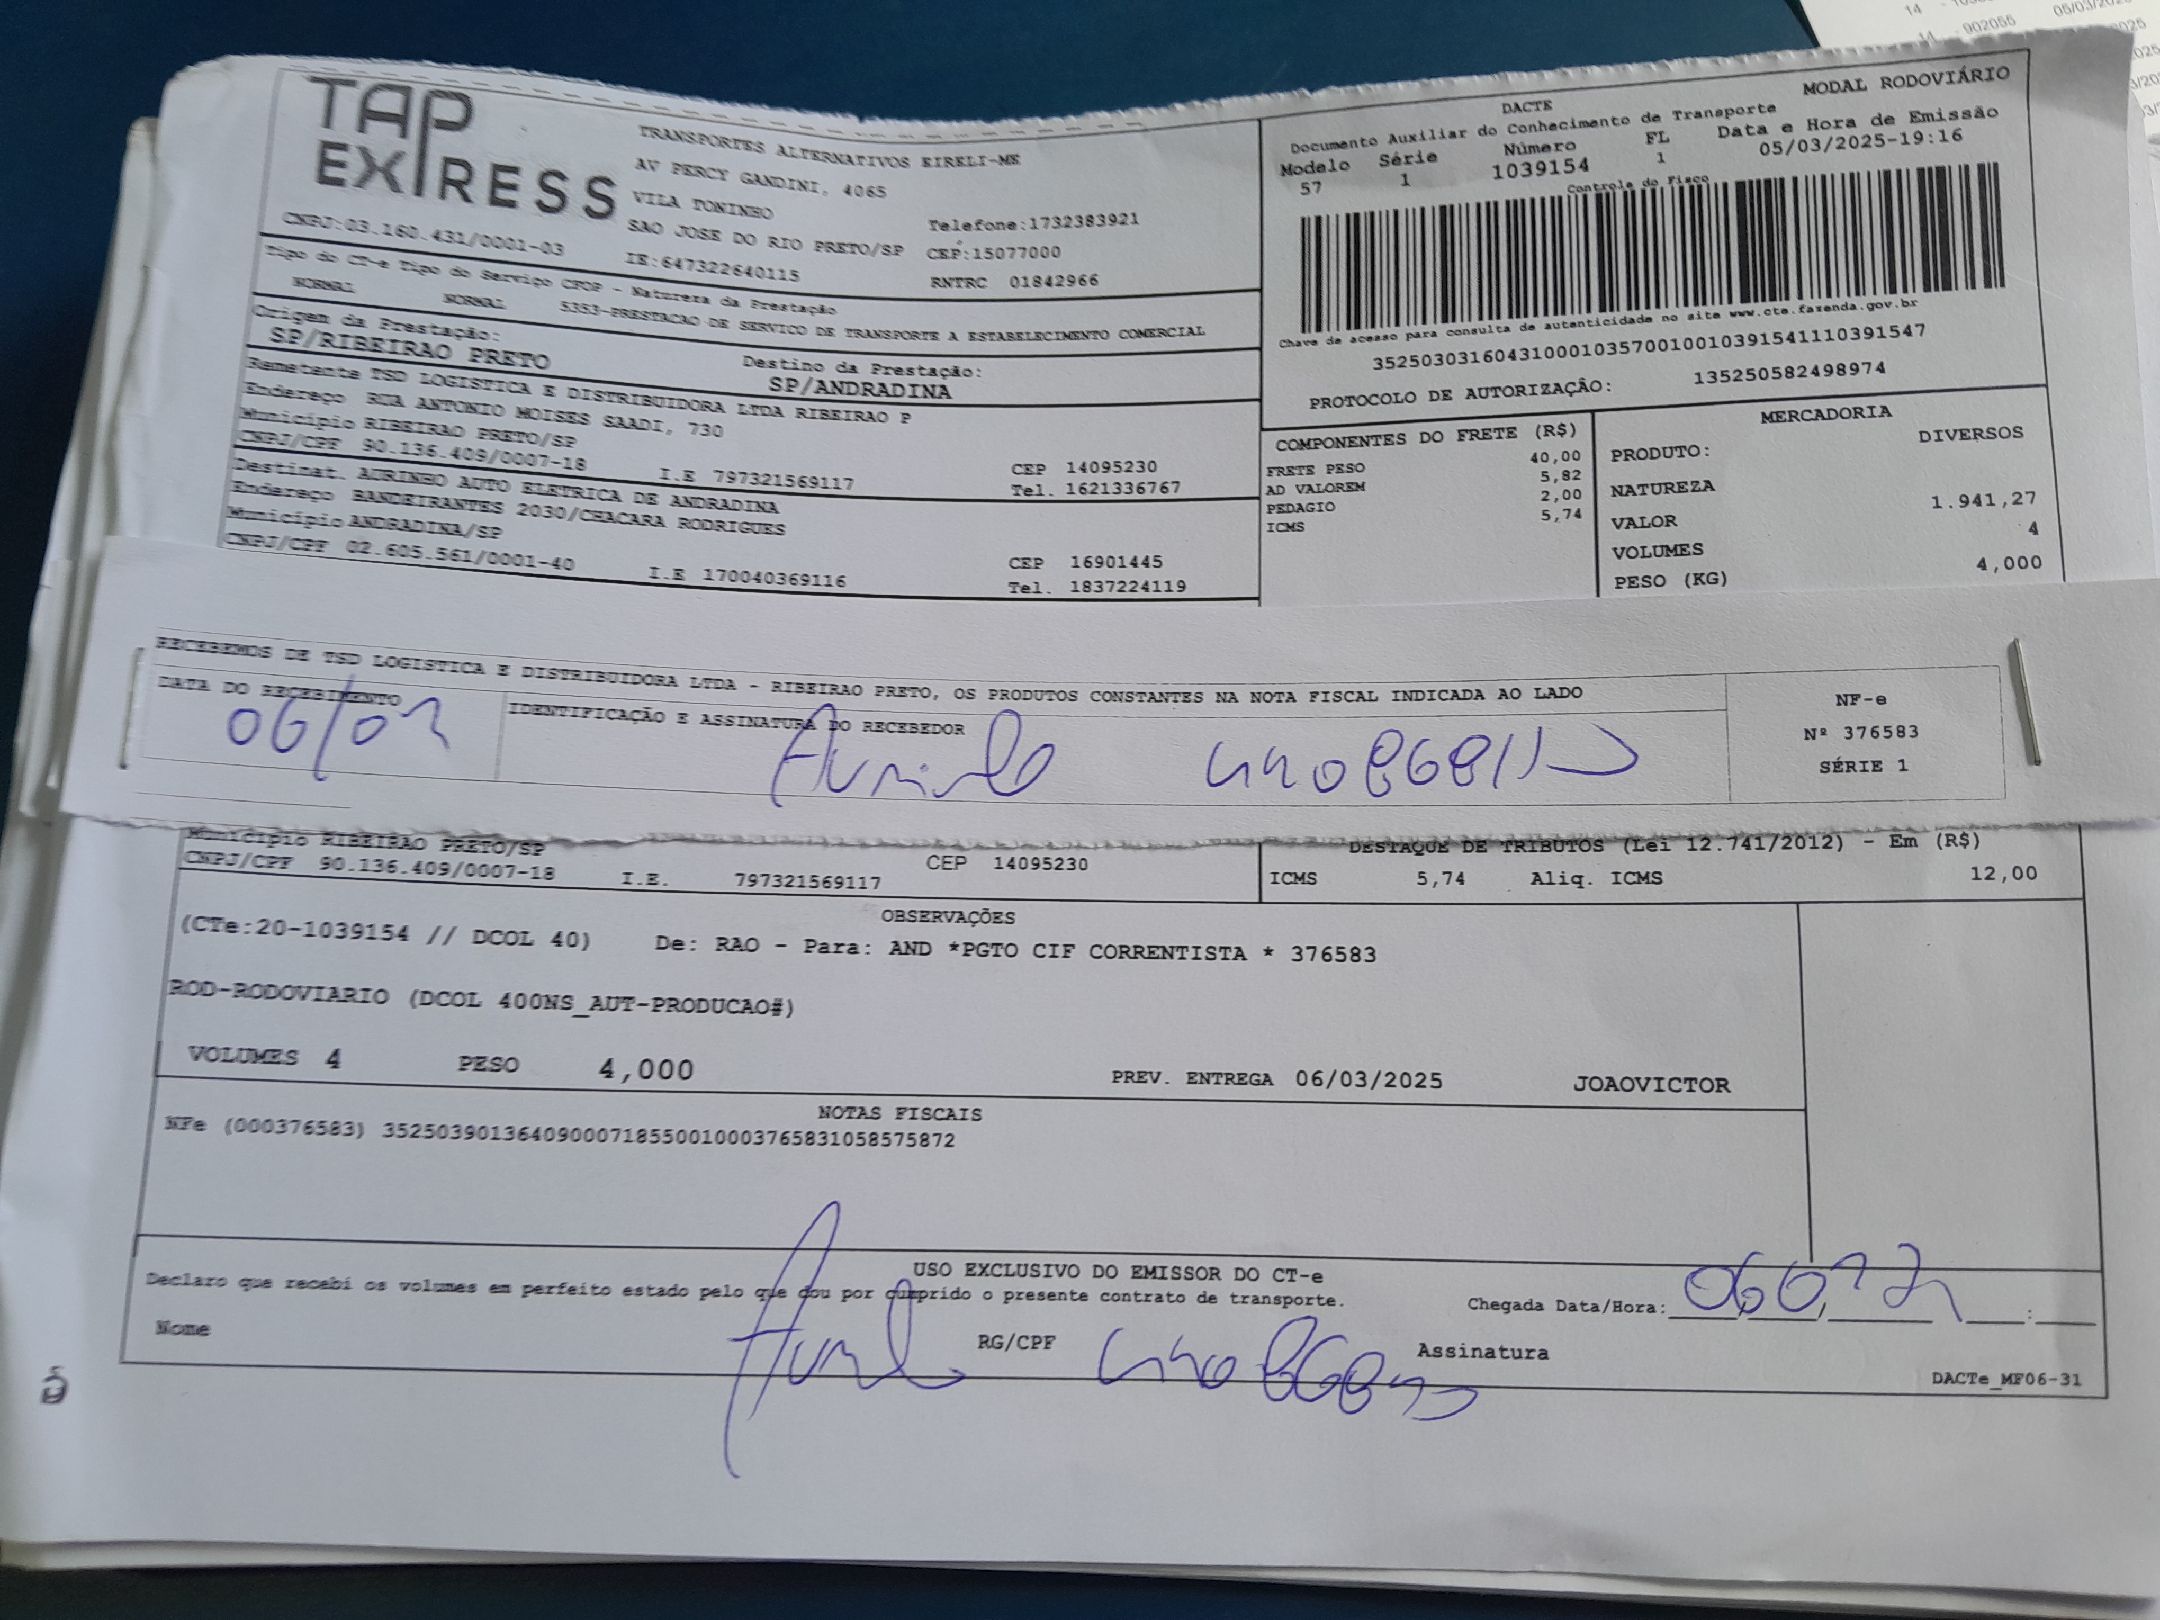 TAP
EXPRESS
TRANSPORTES ALTERNATIVOS EIRELI-ME
AV PERCY GANDINI, 4065
VILA TONINHO
SAO JOSE DO RIO PRETO/SP
Telefone:1732383921
CEP:15077000
CNPJ:03.160.431/0001-03
IE:647322640115
RNTRC 01842966
Tipo do CT-e Tipo do Serviço CFOP - Natureza da Prestação
NORMAL NORMAL 5353-PRESTACAO DE SERVICO DE TRANSPORTE A ESTABELECIMENTO COMERCIAL
Origem da Prestação:
SP/RIBEIRAO PRETO
Destino da Prestação:
SP/ANDRADINA
Remetente TSD LOGISTICA E DISTRIBUIDORA LTDA RIBEIRAO P
Endereço RUA ANTONIO MOISES SAADI, 730
Município RIBEIRAO PRETO/SP
CEP 14095230
CNPJ/CPF 90.136.409/0007-18 I.E 797321569117 Tel. 1621336767
Destinat. AURINHO AUTO ELETRICA DE ANDRADINA
Endereço BANDEIRANTES 2030/CHACARA RODRIGUES
Município ANDRADINA/SP
CEP 16901445
CNPJ/CPF 02.605.561/0001-40 I.E 170040369116 Tel. 1837224119
DACTE
MODAL RODOVIÁRIO
Documento Auxiliar do Conhecimento de Transporte
Modelo Série Número FL Data e Hora de Emissão
57 1 1039154 1 05/03/2025-19:16
Controle do Fisco
Chave de acesso para consulta de autenticidade no site www.cte.fazenda.gov.br
35250303160431000103570010010391541110391547
PROTOCOLO DE AUTORIZAÇÃO: 135250582498974
COMPONENTES DO FRETE (R$)
FRETE PESO 40,00
AD VALOREM 5,82
PEDAGIO 2,00
ICMS 5,74
MERCADORIA
PRODUTO: DIVERSOS
NATUREZA
VALOR 1.941,27
VOLUMES 4
PESO (KG) 4,000
RECEBEMOS DE TSD LOGISTICA E DISTRIBUIDORA LTDA - RIBEIRAO PRETO, OS PRODUTOS CONSTANTES NA NOTA FISCAL INDICADA AO LADO
DATA DO RECEBIMENTO
IDENTIFICAÇÃO E ASSINATURA DO RECEBEDOR
NF-e
Nº 376583
SÉRIE 1
Município RIBEIRAO PRETO/SP
CEP 14095230
CNPJ/CPF 90.136.409/0007-18 I.E. 797321569117
DESTAQUE DE TRIBUTOS (Lei 12.741/2012) - Em (R$)
ICMS 5,74 Aliq. ICMS 12,00
OBSERVAÇÕES
(CTe:20-1039154 // DCOL 40) De: RAO - Para: AND *PGTO CIF CORRENTISTA * 376583
ROD-RODOVIARIO (DCOL 400NS_AUT-PRODUCAO#)
VOLUMES 4 PESO 4,000
PREV. ENTREGA 06/03/2025 JOAOVICTOR
NOTAS FISCAIS
NFe (000376583) 35250390136409000718550010003765831058575872
USO EXCLUSIVO DO EMISSOR DO CT-e
Declaro que recebi os volumes em perfeito estado pelo que dou por cumprido o presente contrato de transporte.
Chegada Data/Hora:
Nome RG/CPF Assinatura
DACTe_MF06-31